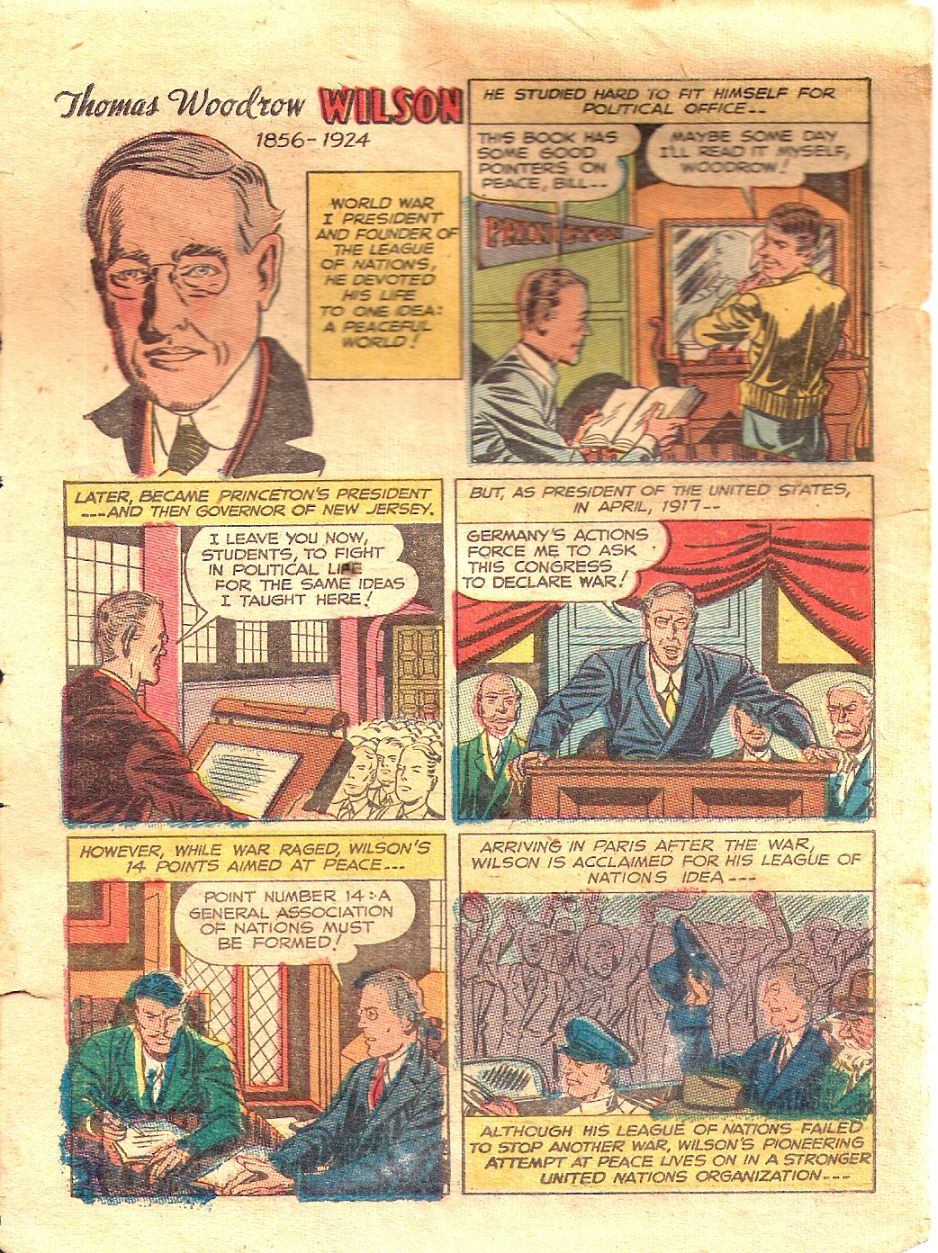 Thomas Woodrow WILSON
1856-1924
WORLD WAR
I PRESIDENT
AND FOUNDER OF
THE LEAGUE
OF NATIONS,
HE DEVOTED
HIS LIFE
TO ONE IDEA:
A PEACEFUL
WORLD!
HE STUDIED HARD TO FIT HIMSELF FOR
POLITICAL OFFICE--
THIS BOOK HAS
SOME GOOD
POINTERS ON
PEACE, BILL--
MAYBE SOME DAY
I'LL READ IT MYSELF,
WOODROW!
PRINCETON
LATER, BECAME PRINCETON'S PRESIDENT
---AND THEN GOVERNOR OF NEW JERSEY.
I LEAVE YOU NOW,
STUDENTS, TO FIGHT
IN POLITICAL LIFE
FOR THE SAME IDEAS
I TAUGHT HERE!
BUT, AS PRESIDENT OF THE UNITED STATES,
IN APRIL, 1917--
GERMANY'S ACTIONS
FORCE ME TO ASK
THIS CONGRESS
TO DECLARE WAR!
HOWEVER, WHILE WAR RAGED, WILSON'S
14 POINTS AIMED AT PEACE---
POINT NUMBER 14:-A
GENERAL ASSOCIATION
OF NATIONS MUST
BE FORMED!
ARRIVING IN PARIS AFTER THE WAR,
WILSON IS ACCLAIMED FOR HIS LEAGUE OF
NATIONS IDEA---
ALTHOUGH HIS LEAGUE OF NATIONS FAILED
TO STOP ANOTHER WAR, WILSON'S PIONEERING
ATTEMPT AT PEACE LIVES ON IN A STRONGER
UNITED NATIONS ORGANIZATION---